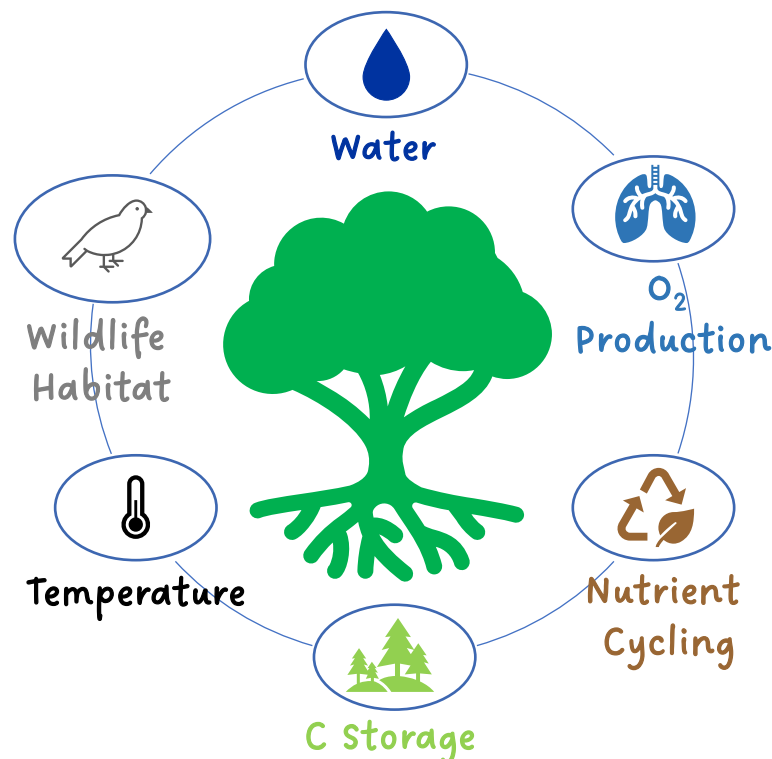 Water
O₂
Production
Wildlife
Habitat
Temperature
Nutrient
Cycling
C Storage